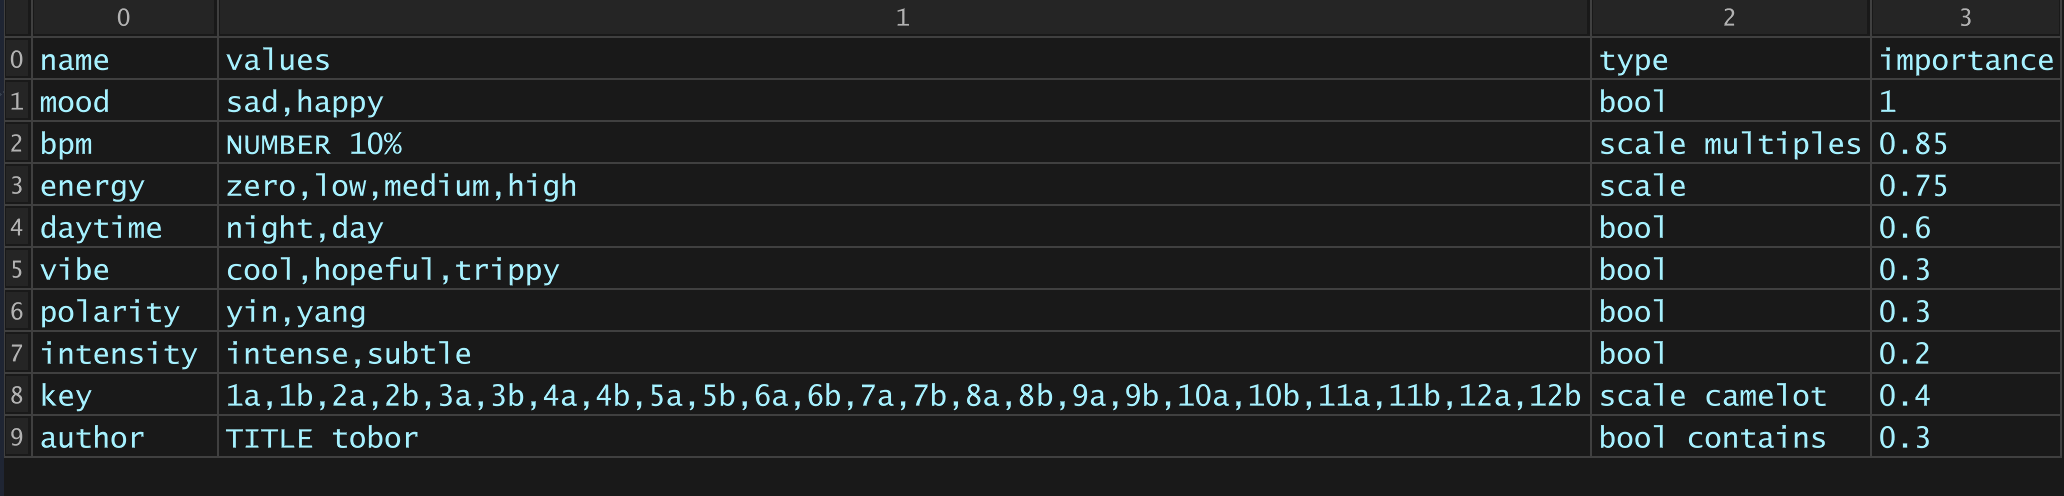 0 1 2 3
0 name values type importance
1 mood sad,happy bool 1
2 bpm NUMBER 10% scale multiples 0.85
3 energy zero,low,medium,high scale 0.75
4 daytime night,day bool 0.6
5 vibe cool,hopeful,trippy bool 0.3
6 polarity yin,yang bool 0.3
7 intensity intense,subtle bool 0.2
8 key 1a,1b,2a,2b,3a,3b,4a,4b,5a,5b,6a,6b,7a,7b,8a,8b,9a,9b,10a,10b,11a,11b,12a,12b scale camelot 0.4
9 author TITLE tobor bool contains 0.3